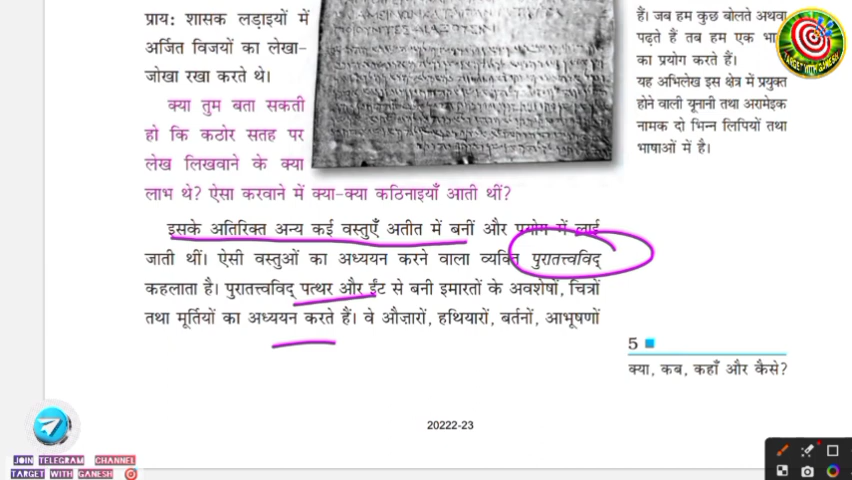 प्राय: शासक लड़ाइयों में
अर्जित विजयों का लेखा-
जोखा रखा करते थे।
क्या तुम बता सकती
हो कि कठोर सतह पर
लेख लिखवाने के क्या
लाभ थे? ऐसा करवाने में क्या-क्या कठिनाइयाँ आती थीं?
इसके अतिरिक्त अन्य कई वस्तुएँ अतीत में बनीं और प्रयोग में लाई
जाती थीं। ऐसी वस्तुओं का अध्ययन करने वाला व्यक्ति पुरातत्त्वविद्
कहलाता है। पुरातत्त्वविद् पत्थर और ईंट से बनी इमारतों के अवशेषों, चित्रों
तथा मूर्तियों का अध्ययन करते हैं। वे औज़ारों, हथियारों, बर्तनों, आभूषणों
हैं। जब हम कुछ बोलते अथवा
पढ़ते हैं तब हम एक
का प्रयोग करते हैं।
यह अभिलेख इस क्षेत्र में प्रयुक्त
होने वाली यूनानी तथा अरामेइक
नामक दो भिन्न लिपियों तथा
भाषाओं में है।
5
क्या, कब, कहाँ और कैसे?
20222-23
JOIN TELEGRAM CHANNEL
TARGET WITH GANESH
TARGET WITH GANESH